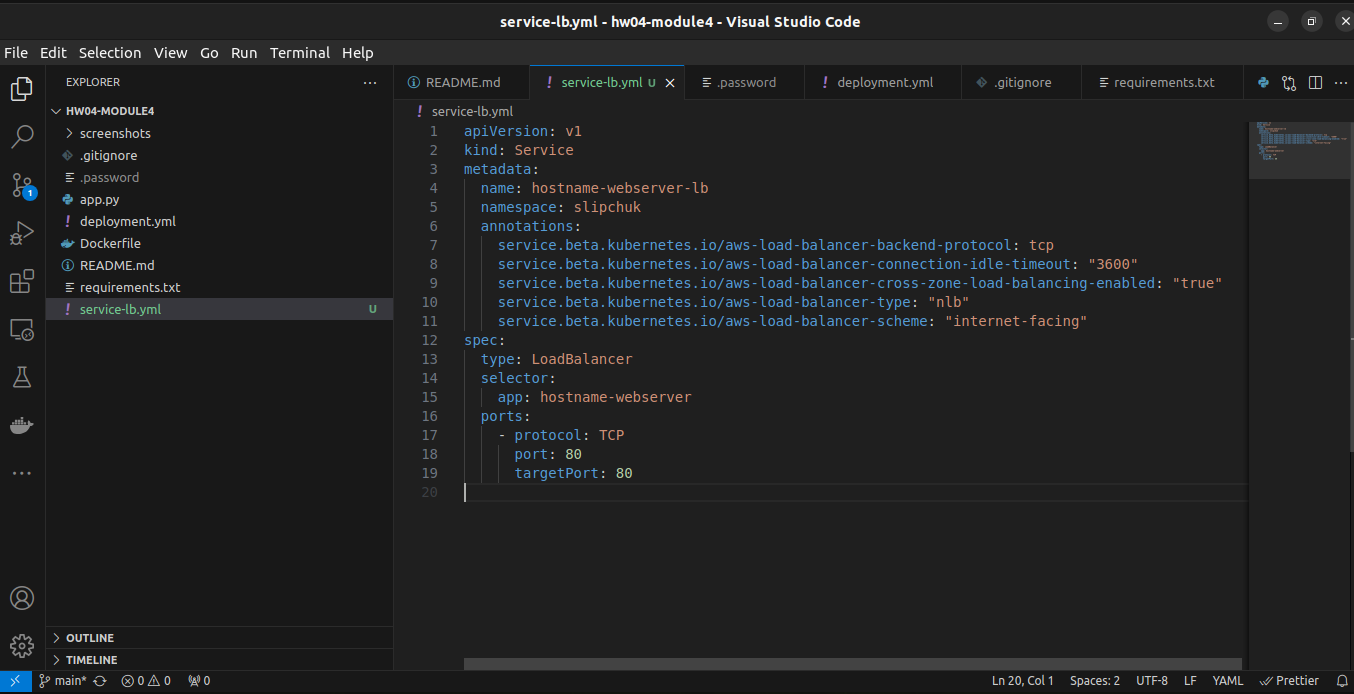 service-lb.yml - hw04-module4 - Visual Studio Code
File Edit Selection View Go Run Terminal Help
EXPLORER
HW04-MODULE4
screenshots
.gitignore
.password
app.py
deployment.yml
Dockerfile
README.md
requirements.txt
service-lb.yml U
OUTLINE
TIMELINE
README.md service-lb.yml U .password deployment.yml .gitignore requirements.txt
service-lb.yml
1 apiVersion: v1
2 kind: Service
3 metadata:
4   name: hostname-webserver-lb
5   namespace: slipchuk
6   annotations:
7     service.beta.kubernetes.io/aws-load-balancer-backend-protocol: tcp
8     service.beta.kubernetes.io/aws-load-balancer-connection-idle-timeout: "3600"
9     service.beta.kubernetes.io/aws-load-balancer-cross-zone-load-balancing-enabled: "true"
10     service.beta.kubernetes.io/aws-load-balancer-type: "nlb"
11     service.beta.kubernetes.io/aws-load-balancer-scheme: "internet-facing"
12 spec:
13   type: LoadBalancer
14   selector:
15     app: hostname-webserver
16   ports:
17     - protocol: TCP
18       port: 80
19       targetPort: 80
20
1
main* 0 0 0 Ln 20, Col 1 Spaces: 2 UTF-8 LF YAML Prettier